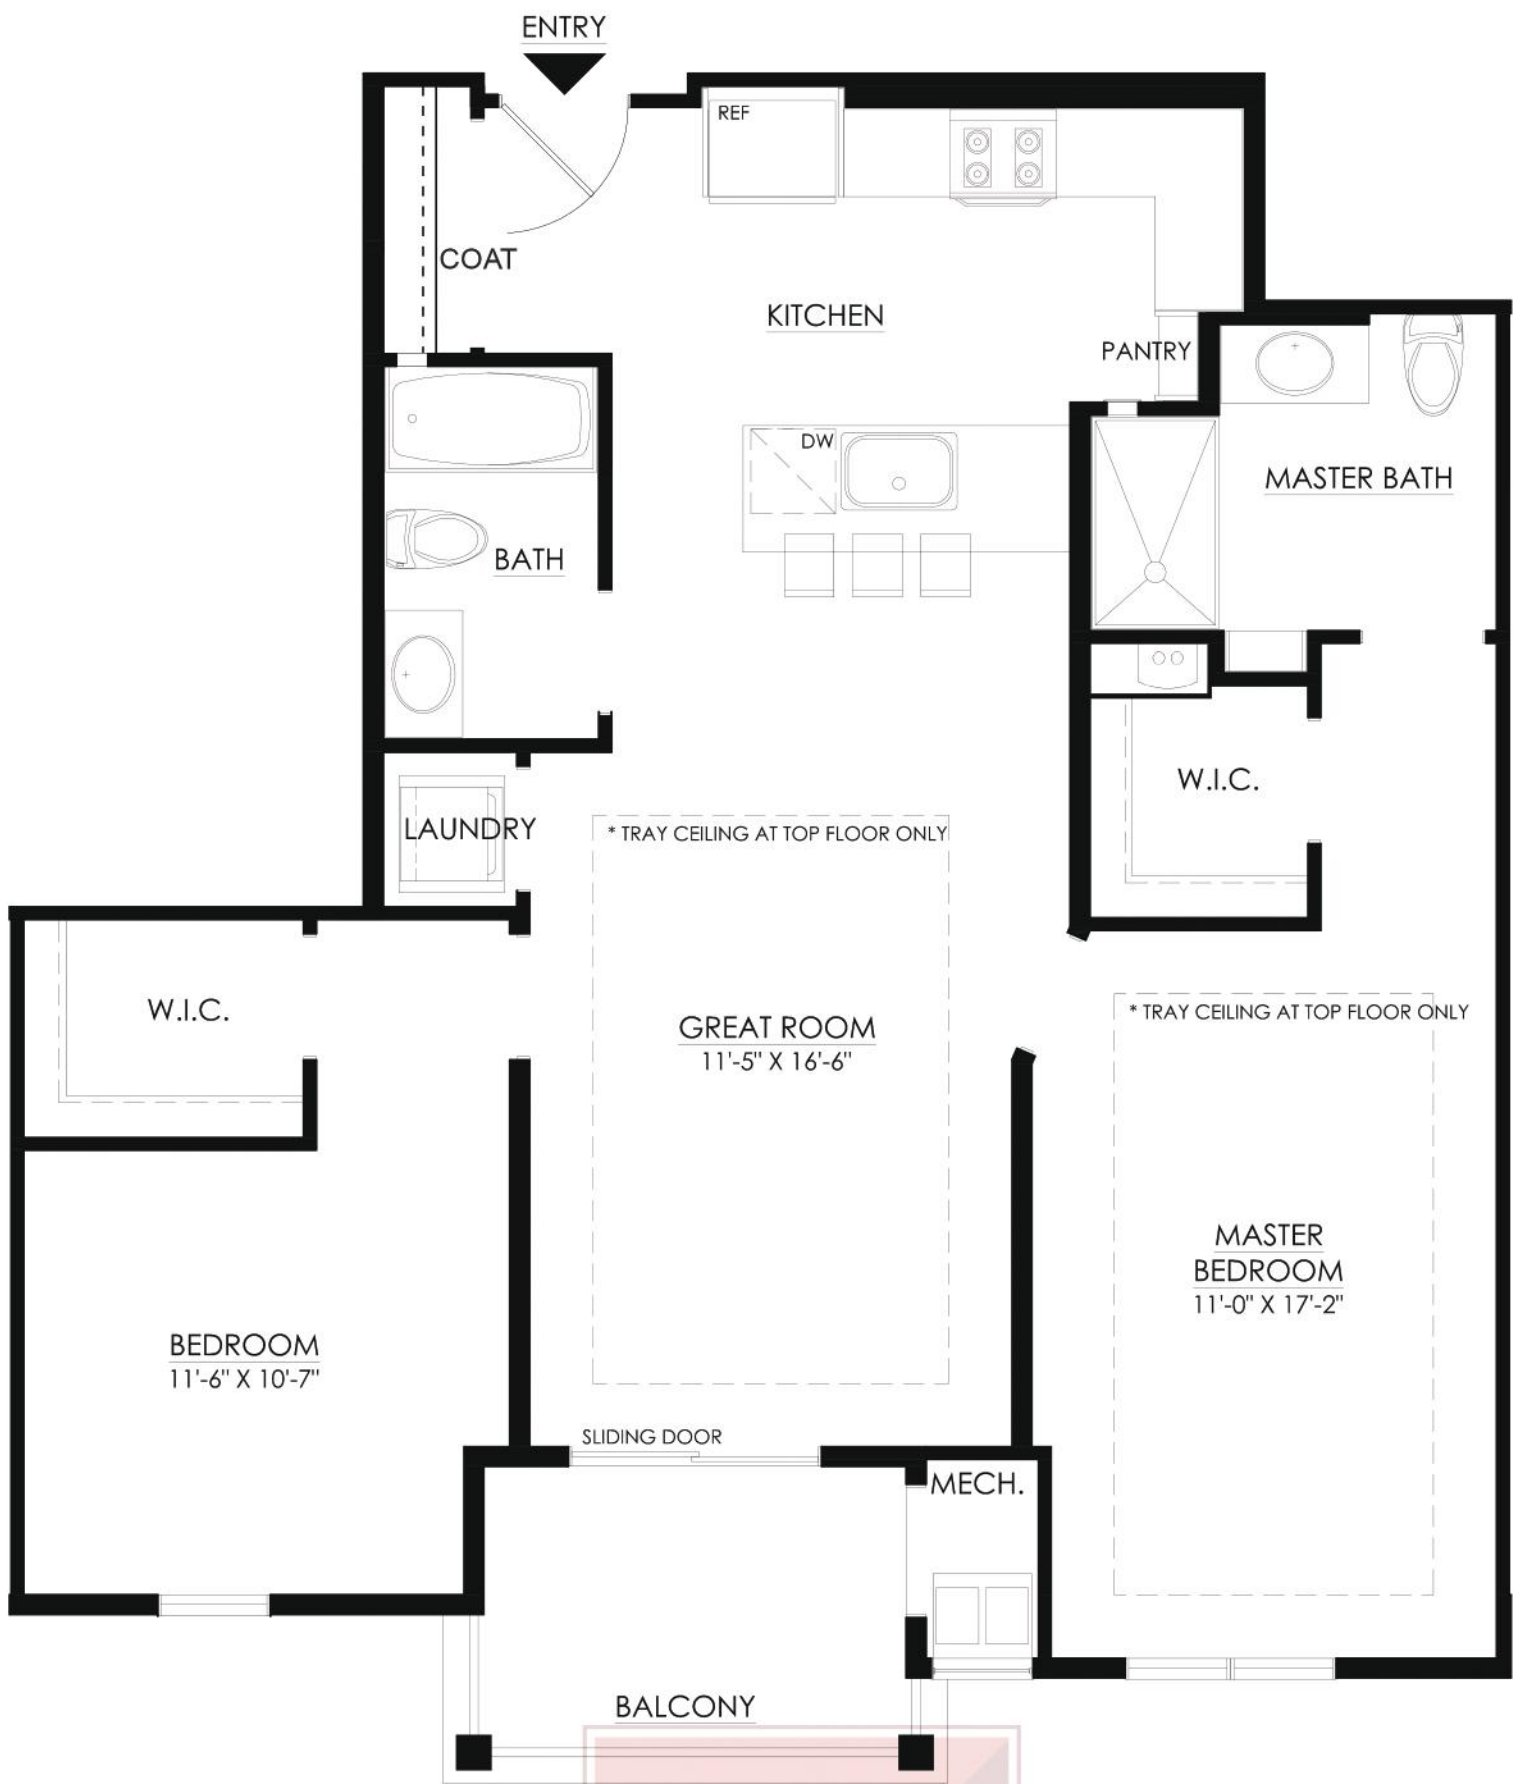 ENTRY
REF
COAT
KITCHEN
PANTRY
DW
MASTER BATH
BATH
W.I.C.
LAUNDRY
* TRAY CEILING AT TOP FLOOR ONLY
W.I.C.
GREAT ROOM
11'-5" X 16'-6"
* TRAY CEILING AT TOP FLOOR ONLY
MASTER
BEDROOM
11'-0" X 17'-2"
BEDROOM
11'-6" X 10'-7"
SLIDING DOOR
MECH.
BALCONY